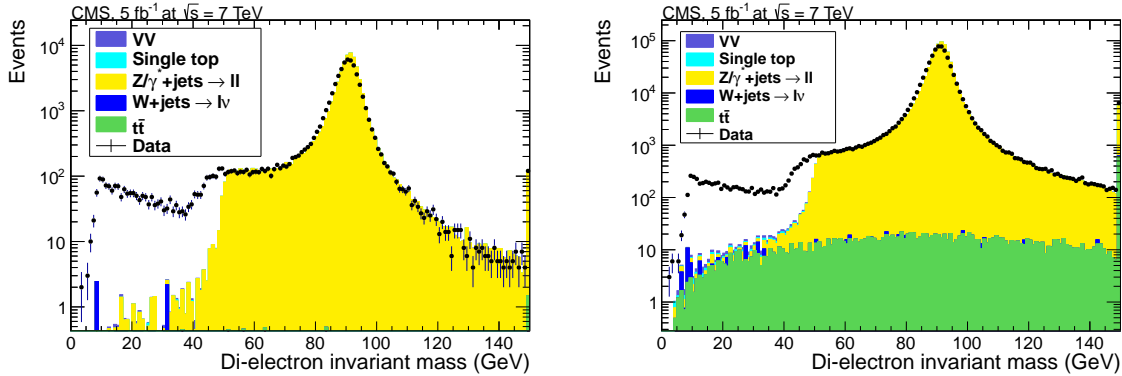 CMS, 5 fb⁻¹ at √s = 7 TeV
Events
10⁴
10³
10²
10
1
VV
Single top
Z/γ* +jets → ll
W+jets → lν
tt̄
Data
0 20 40 60 80 100 120 140
Di-electron invariant mass (GeV)
CMS, 5 fb⁻¹ at √s = 7 TeV
Events
10⁵
10⁴
10³
10²
10
1
VV
Single top
Z/γ* +jets → ll
W+jets → lν
tt̄
Data
0 20 40 60 80 100 120 140
Di-electron invariant mass (GeV)